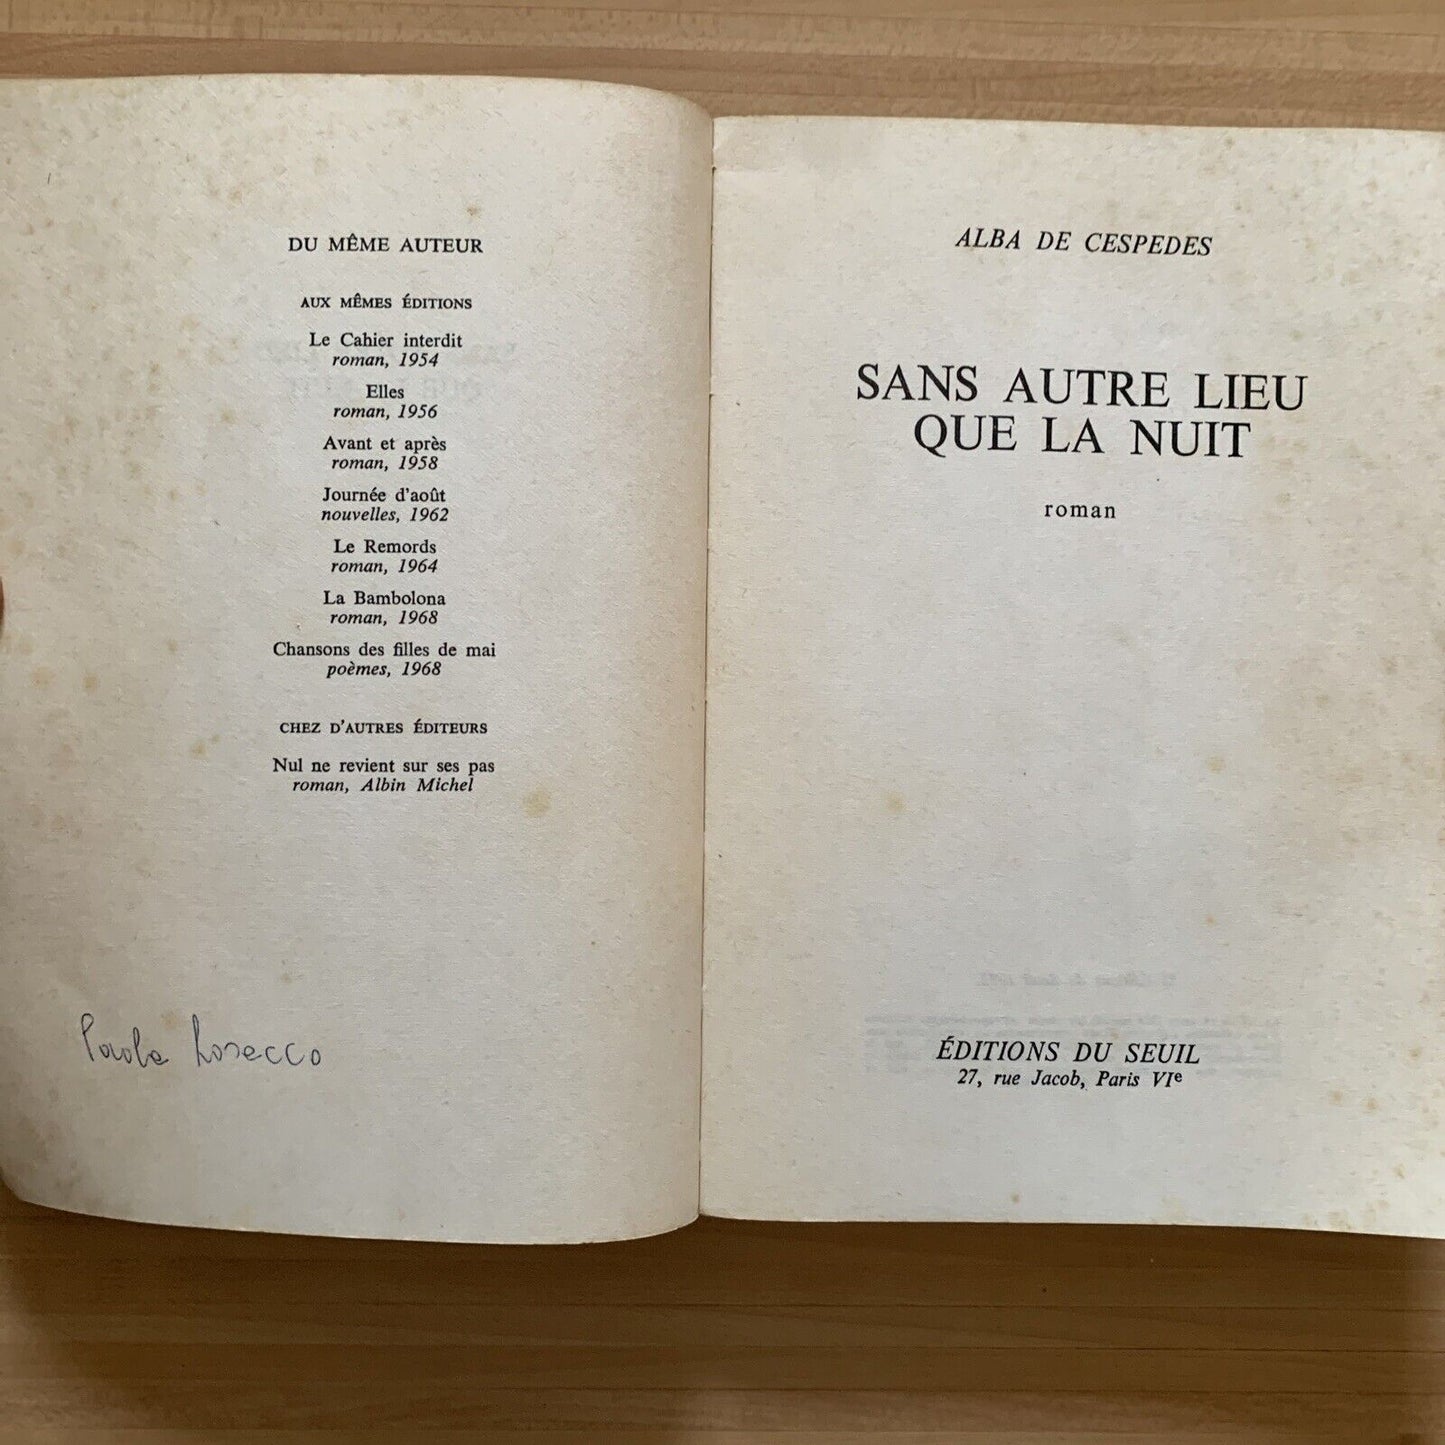 DU MÊME AUTEUR
AUX MÊMES ÉDITIONS
Le Cahier interdit
roman, 1954
Elles
roman, 1956
Avant et après
roman, 1958
Journée d'août
nouvelles, 1962
Le Remords
roman, 1964
La Bambolona
roman, 1968
Chansons des filles de mai
poèmes, 1968
CHEZ D'AUTRES ÉDITEURS
Nul ne revient sur ses pas
roman, Albin Michel
Paola Losecco
ALBA DE CESPEDES
SANS AUTRE LIEU
QUE LA NUIT
roman
ÉDITIONS DU SEUIL
27, rue Jacob, Paris VIe